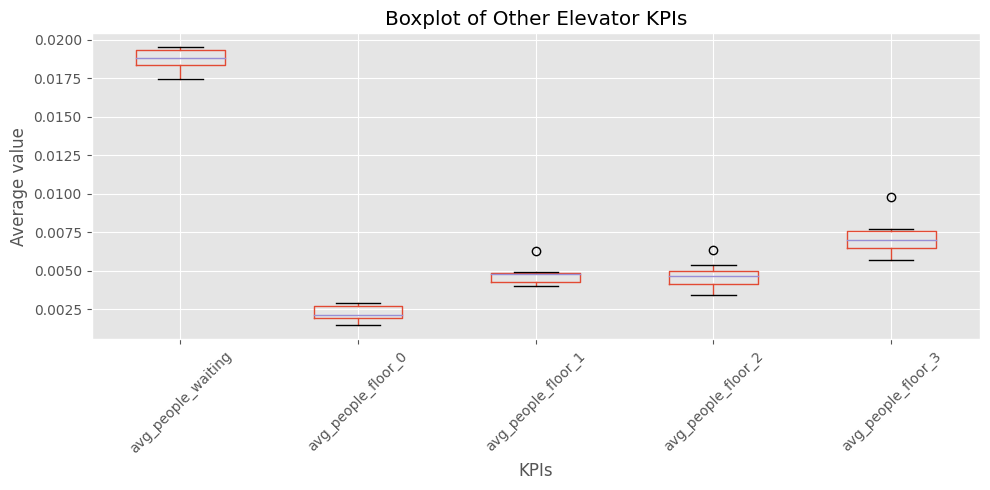 Boxplot of Other Elevator KPIs
Average value
0.0200
0.0175
0.0150
0.0125
0.0100
0.0075
0.0050
0.0025
avg_people_waiting
avg_people_floor_0
avg_people_floor_1
avg_people_floor_2
avg_people_floor_3
KPIs